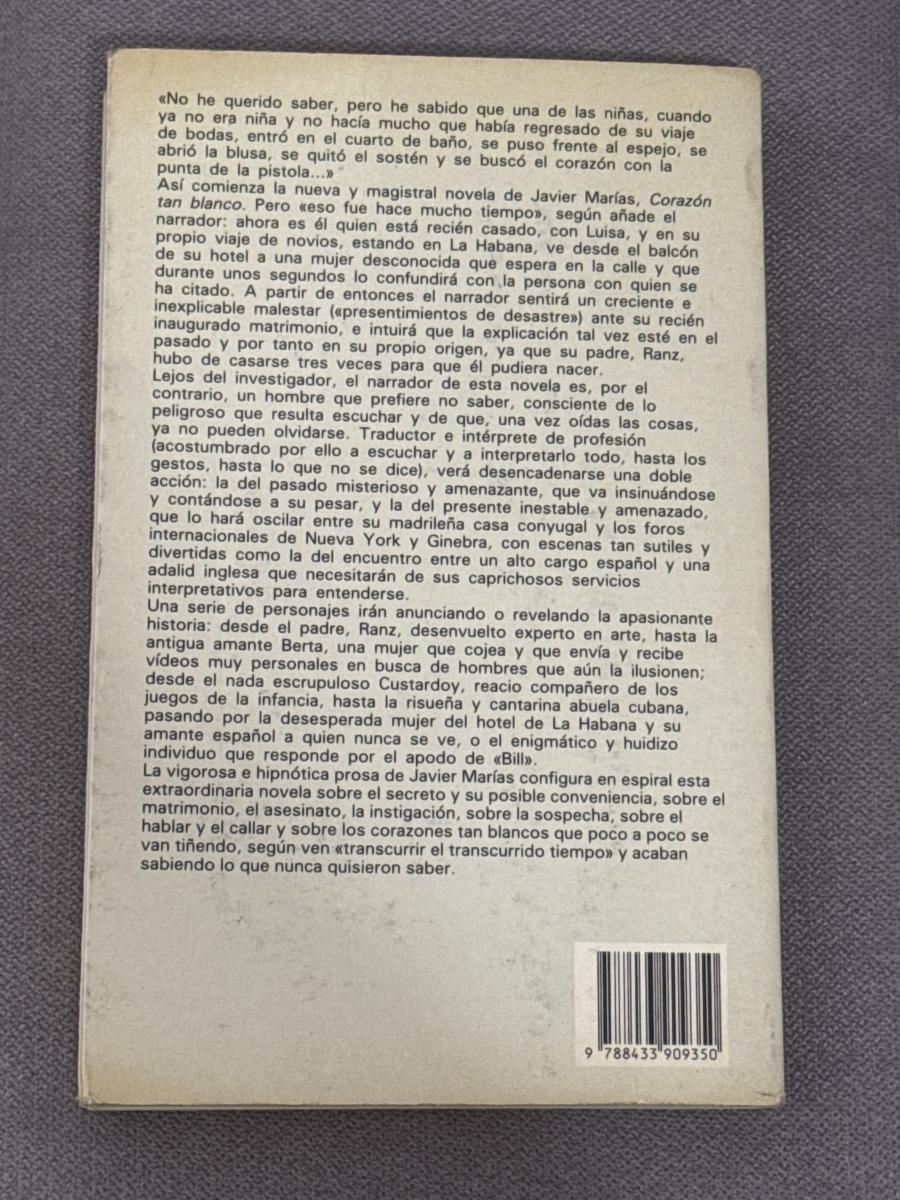 «No he querido saber, pero he sabido que una de las niñas, cuando
ya no era niña y no hacía mucho que había regresado de su viaje
de bodas, entró en el cuarto de baño, se puso frente al espejo, se
abrió la blusa, se quitó el sostén y se buscó el corazón con la
punta de la pistola...»
Así comienza la nueva y magistral novela de Javier Marías, Corazón
tan blanco. Pero «eso fue hace mucho tiempo», según añade el
narrador: ahora es él quien está recién casado, con Luisa, y en su
propio viaje de novios, estando en La Habana, ve desde el balcón
de su hotel a una mujer desconocida que espera en la calle y que
durante unos segundos lo confundirá con la persona con quien se
ha citado. A partir de entonces el narrador sentirá un creciente e
inexplicable malestar («presentimientos de desastre») ante su recién
inaugurado matrimonio, e intuirá que la explicación tal vez esté en el
pasado y por tanto en su propio origen, ya que su padre, Ranz,
hubo de casarse tres veces para que él pudiera nacer.
Lejos del investigador, el narrador de esta novela es, por el
contrario, un hombre que prefiere no saber, consciente de lo
peligroso que resulta escuchar y de que, una vez oídas las cosas,
ya no pueden olvidarse. Traductor e intérprete de profesión
(acostumbrado por ello a escuchar y a interpretarlo todo, hasta los
gestos, hasta lo que no se dice), verá desencadenarse una doble
acción: la del pasado misterioso y amenazante, que va insinuándose
y contándose a su pesar, y la del presente inestable y amenazado,
que lo hará oscilar entre su madrileña casa conyugal y los foros
internacionales de Nueva York y Ginebra, con escenas tan sutiles y
divertidas como la del encuentro entre un alto cargo español y una
adalid inglesa que necesitarán de sus caprichosos servicios
interpretativos para entenderse.
Una serie de personajes irán anunciando o revelando la apasionante
historia: desde el padre, Ranz, desenvuelto experto en arte, hasta la
antigua amante Berta, una mujer que cojea y que envía y recibe
vídeos muy personales en busca de hombres que aún la ilusionen;
desde el nada escrupuloso Custardoy, reacio compañero de los
juegos de la infancia, hasta la risueña y cantarina abuela cubana,
pasando por la desesperada mujer del hotel de La Habana y su
amante español a quien nunca se ve, o el enigmático y huidizo
individuo que responde por el apodo de «Bill».
La vigorosa e hipnótica prosa de Javier Marías configura en espiral esta
extraordinaria novela sobre el secreto y su posible conveniencia, sobre el
matrimonio, el asesinato, la instigación, sobre la sospecha, sobre el
hablar y el callar y sobre los corazones tan blancos que poco a poco se
van tiñendo, según ven «transcurrir el transcurrido tiempo» y acaban
sabiendo lo que nunca quisieron saber.
9 788433 909350